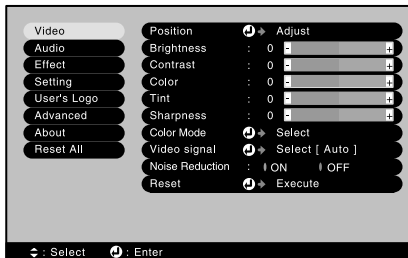 Video
Audio
Effect
Setting
User's Logo
Advanced
About
Reset All
Position Adjust
Brightness : 0 - +
Contrast : 0 - +
Color : 0 - +
Tint : 0 - +
Sharpness : 0 - +
Color Mode Select
Video signal Select [ Auto ]
Noise Reduction : ON OFF
Reset Execute
: Select : Enter